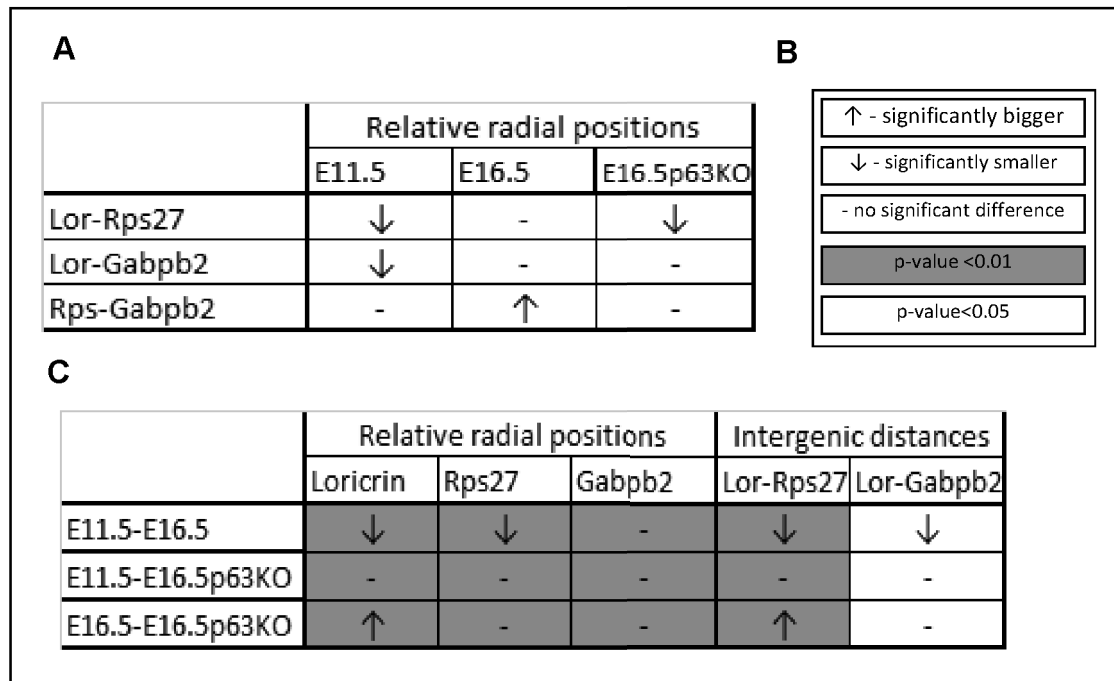 A
Relative radial positions
E11.5 E16.5 E16.5p63KO
Lor-Rps27 ↓ - ↓
Lor-Gabpb2 ↓ - -
Rps-Gabpb2 - ↑ -
B
↑ - significantly bigger
↓ - significantly smaller
- no significant difference
p-value <0.01
p-value<0.05
C
Relative radial positions Intergenic distances
Loricrin Rps27 Gabpb2 Lor-Rps27 Lor-Gabpb2
E11.5-E16.5 ↓ ↓ - ↓ ↓
E11.5-E16.5p63KO - - - - -
E16.5-E16.5p63KO ↑ - - ↑ -